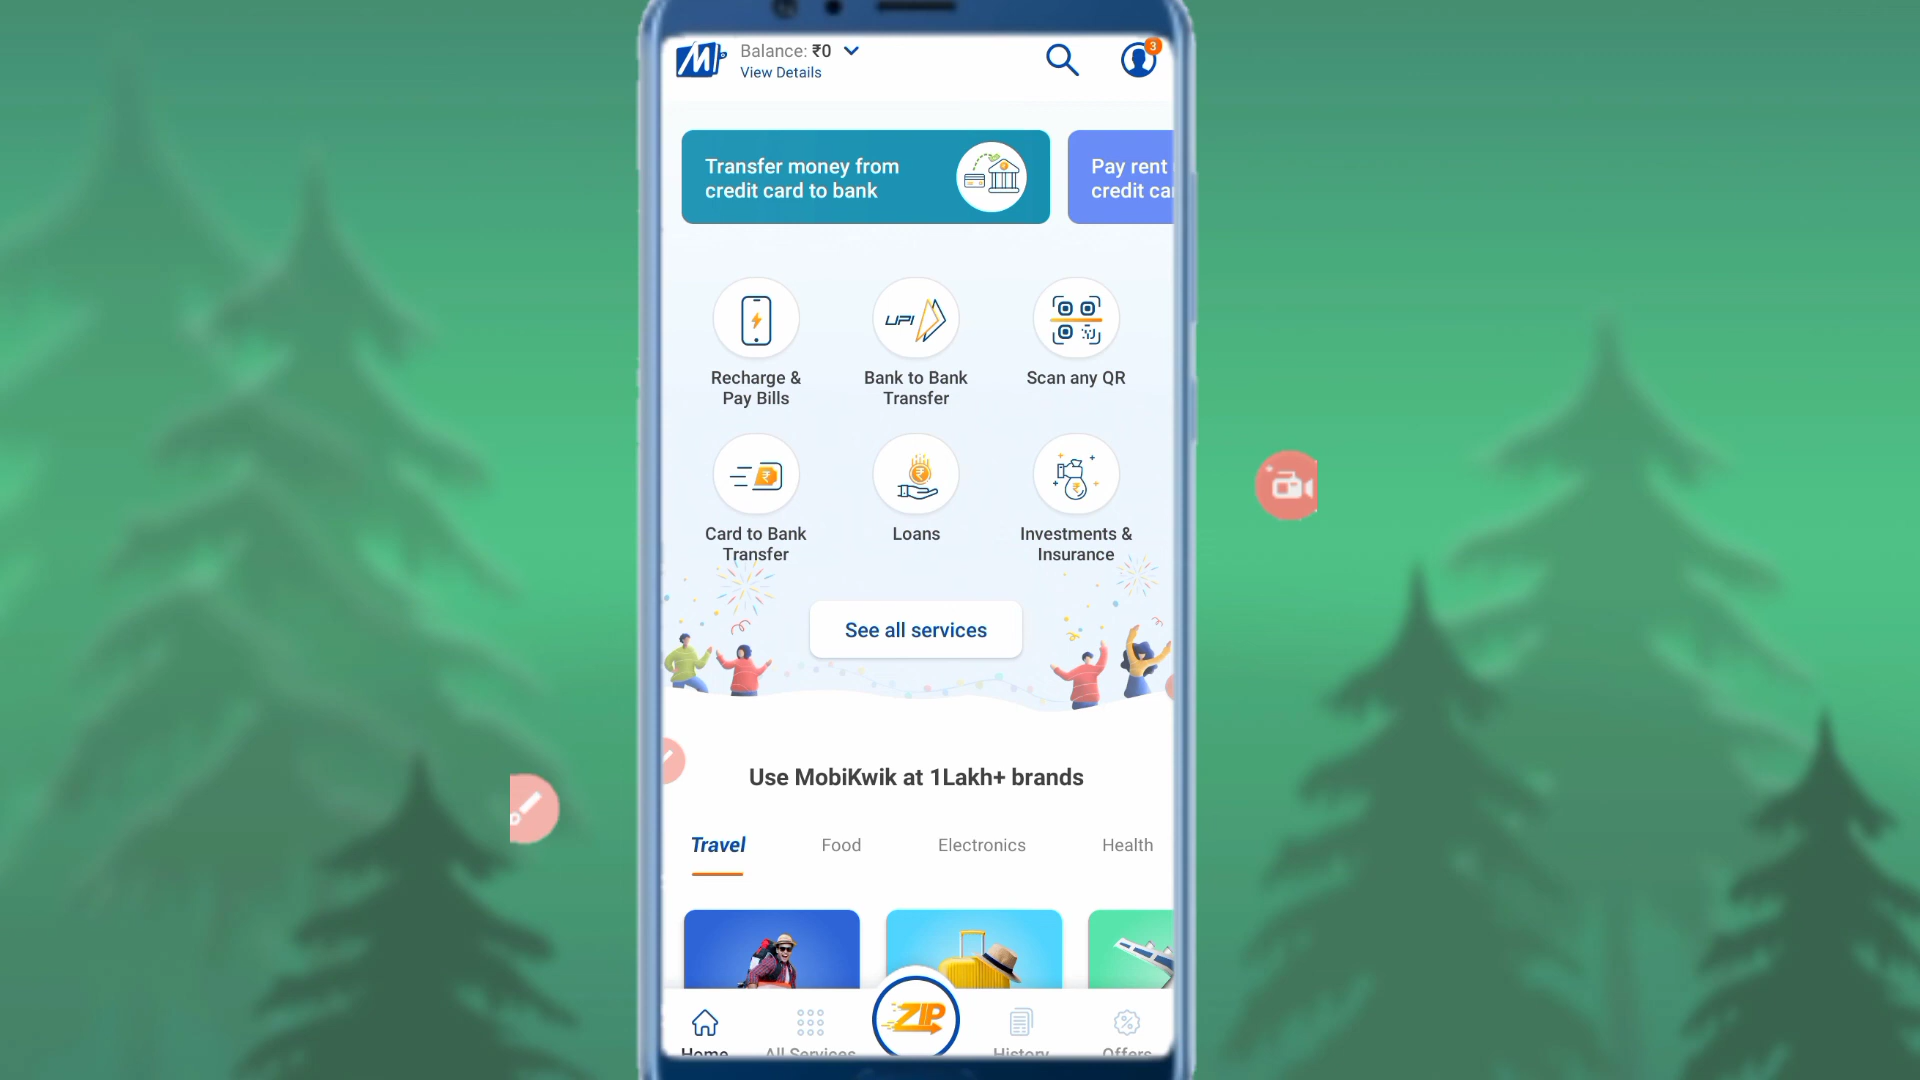 Balance: ₹0
View Details
3
Transfer money from
credit card to bank
Pay rent
credit
UPI
Recharge &
Pay Bills
Bank to Bank
Transfer
Scan any QR
Card to Bank
Transfer
Loans
Investments &
Insurance
See all services
Use MobiKwik at 1Lakh+ brands
Travel
Food
Electronics
Health
ZIP
Home
All Services
History
Offers